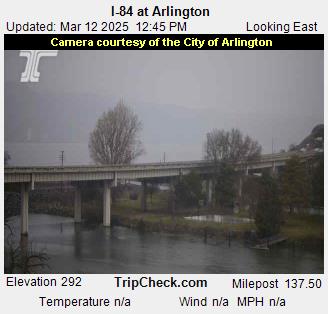 I-84 at Arlington
Updated: Mar 12 2025 12:45 PM Looking East
Camera courtesy of the City of Arlington
Elevation 292 TripCheck.com Milepost 137.50
Temperature n/a Wind n/a MPH n/a